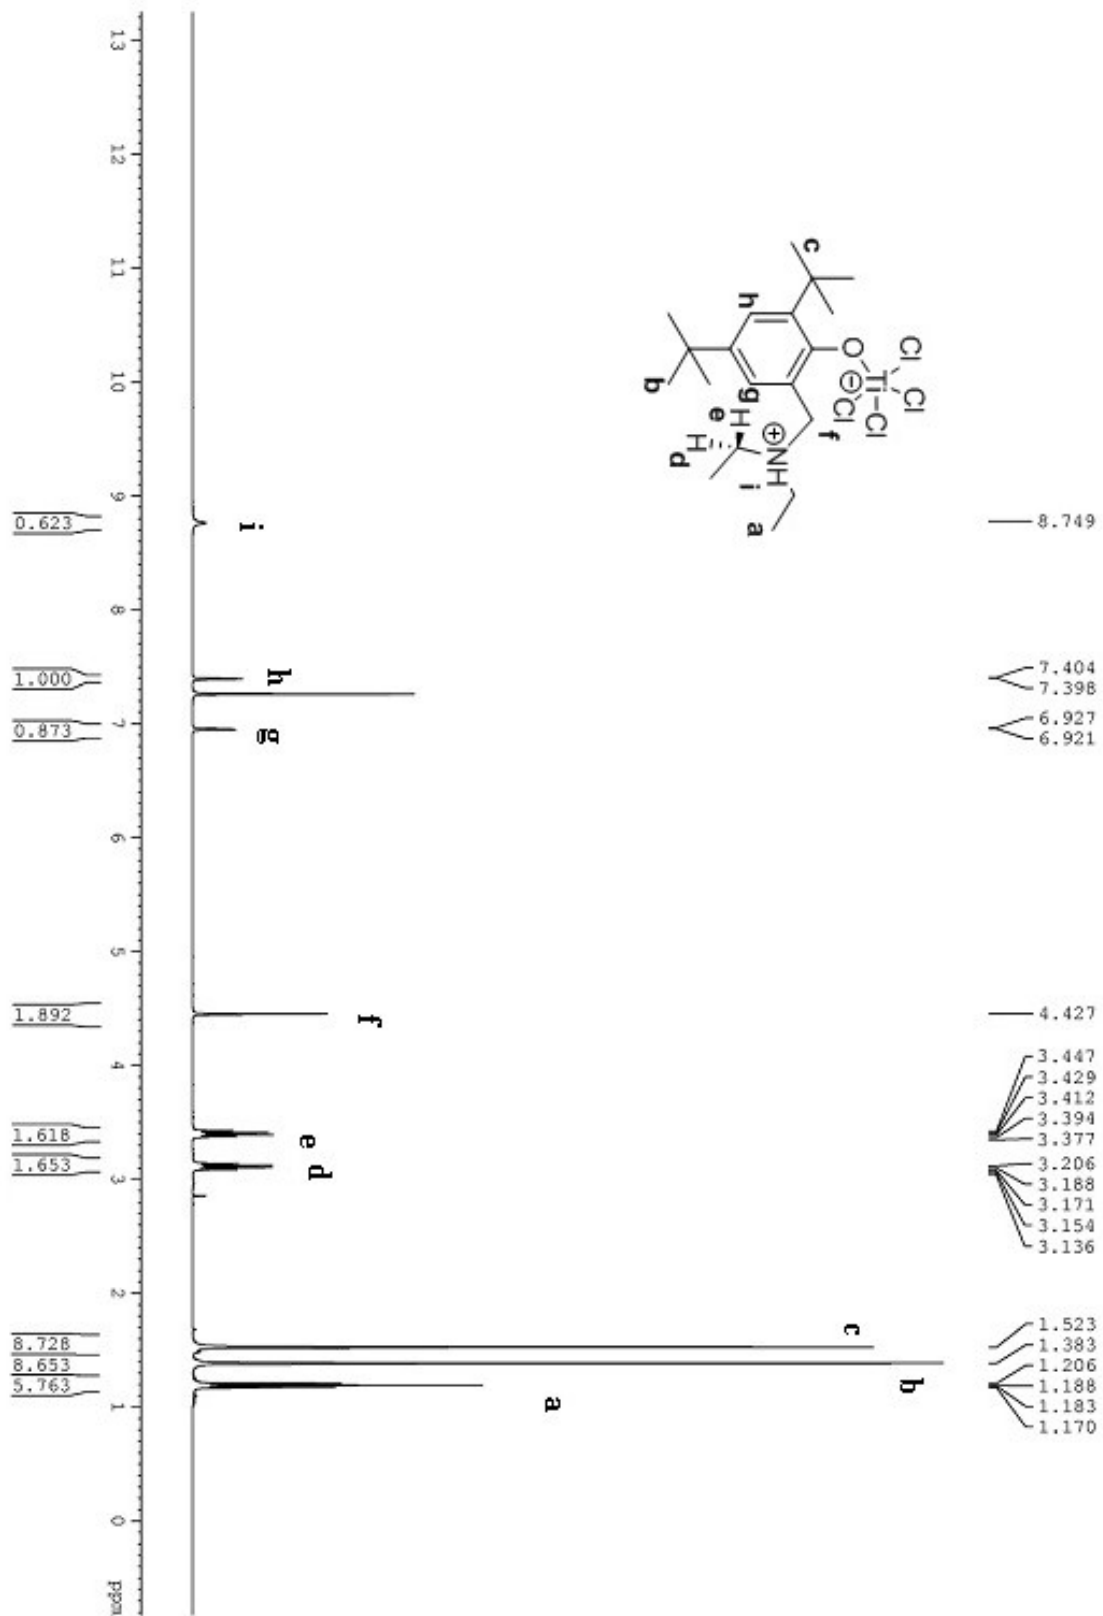 8.749
7.404
7.398
6.927
6.921
4.427
3.447
3.429
3.412
3.394
3.377
3.206
3.188
3.171
3.154
3.136
1.523
1.383
1.206
1.188
1.183
1.170
Cl
Cl
O
Ti
Cl
⊖
Cl
c
h
f
g
H
e
⊕
NH
b
H
d
i
a
i
h
g
f
e
d
c
b
a
13
12
11
10
9
8
7
6
5
4
3
2
1
0
ppm
0.623
1.000
0.873
1.892
1.618
1.653
8.728
8.653
5.763